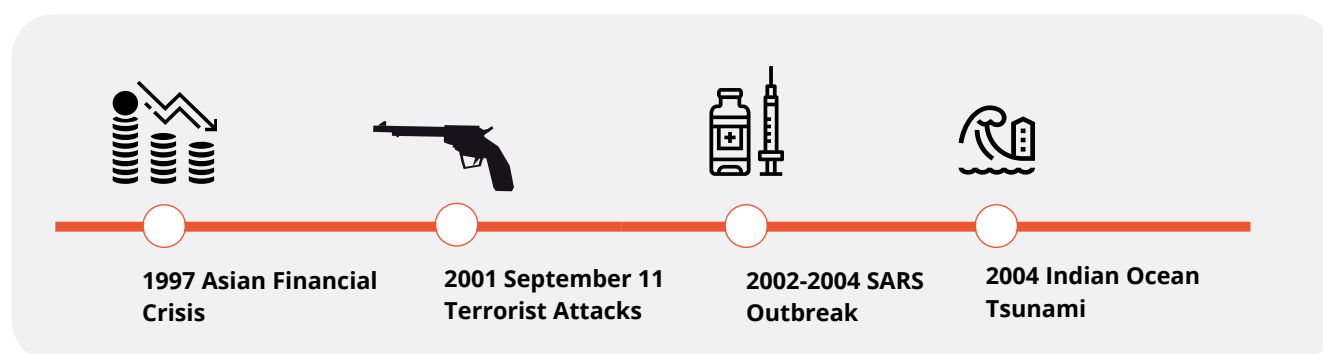 1997 Asian Financial
Crisis
2001 September 11
Terrorist Attacks
2002-2004 SARS
Outbreak
2004 Indian Ocean
Tsunami